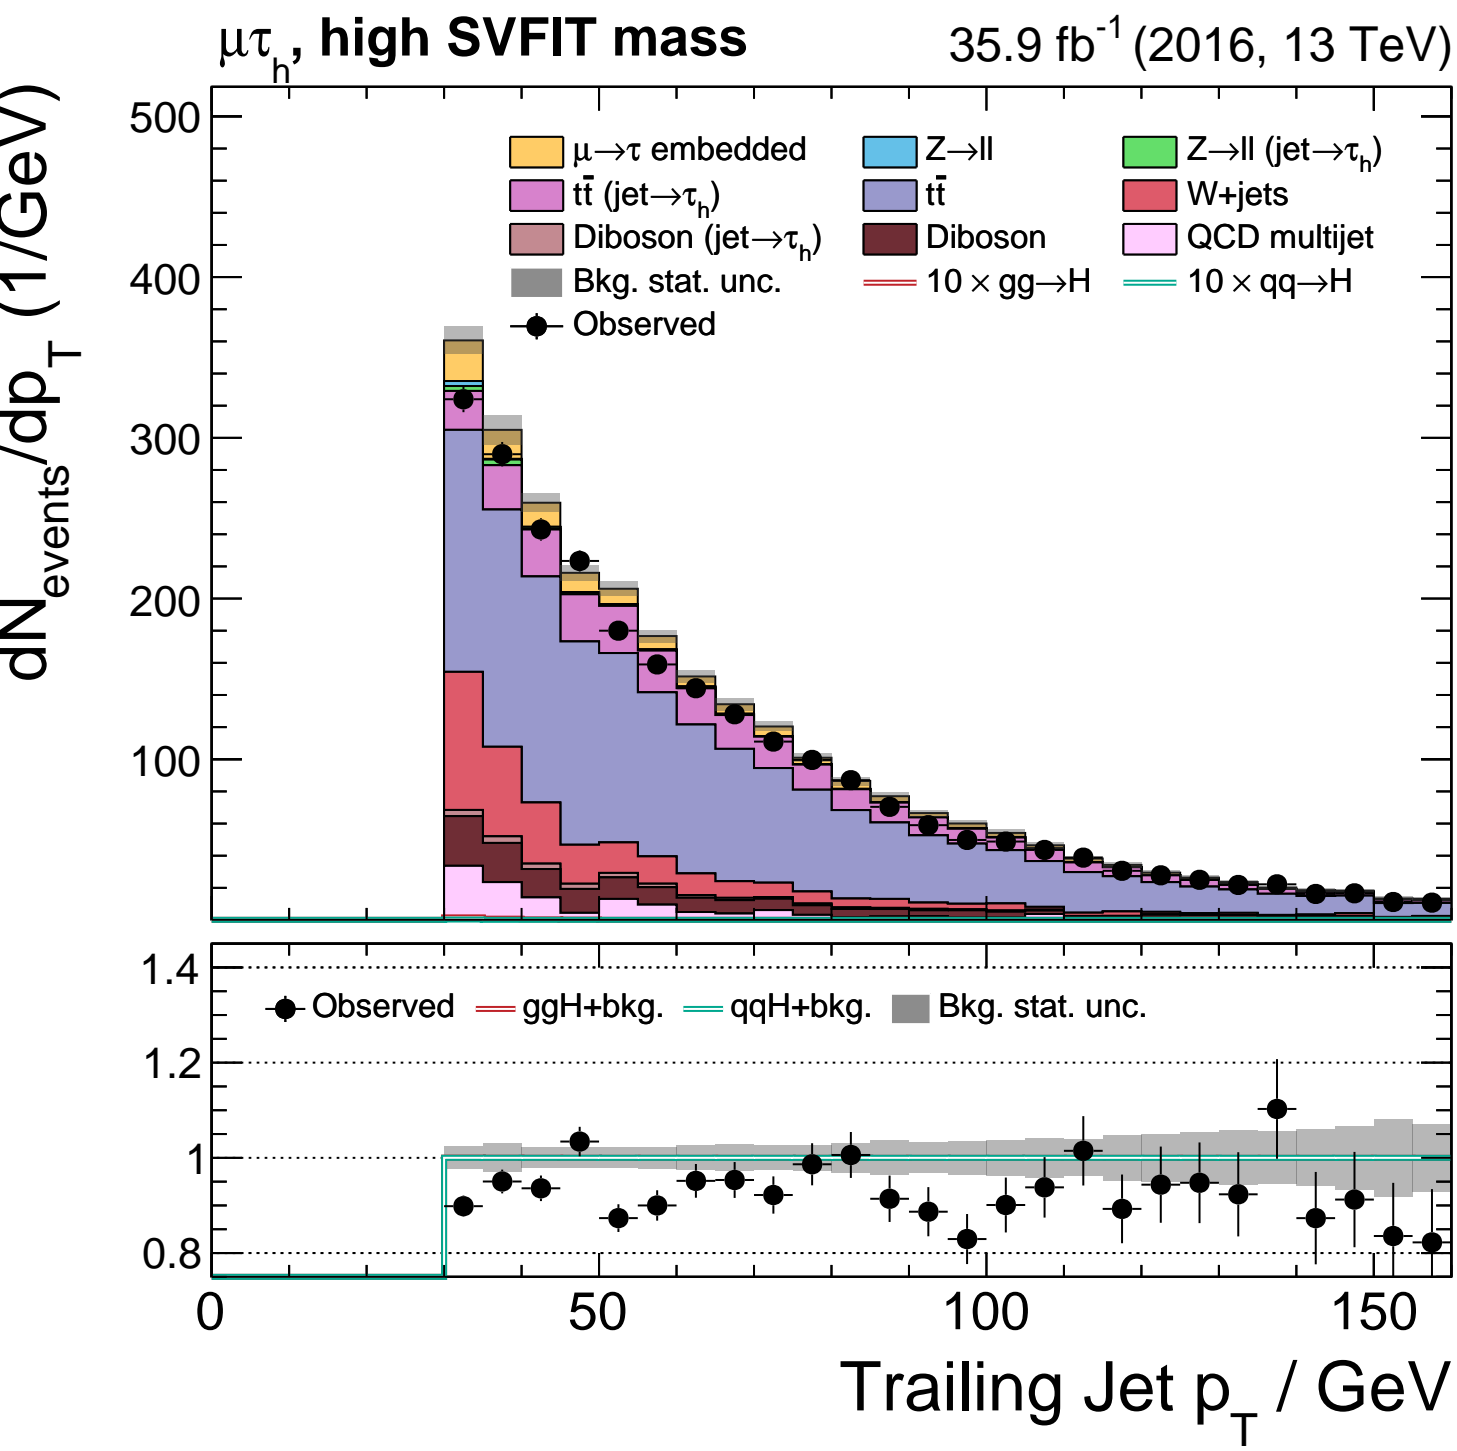 μτh, high SVFIT mass 35.9 fb-1 (2016, 13 TeV)
dNevents/dpT (1/GeV)
500
400
300
200
100
μ→τ embedded Z→ll Z→ll (jet→τh)
tt̄ (jet→τh) tt̄ W+jets
Diboson (jet→τh) Diboson QCD multijet
Bkg. stat. unc. 10 × gg→H 10 × qq→H
Observed
1.4
1.2
1
0.8
Observed ggH+bkg. qqH+bkg. Bkg. stat. unc.
0 50 100 150
Trailing Jet pT / GeV